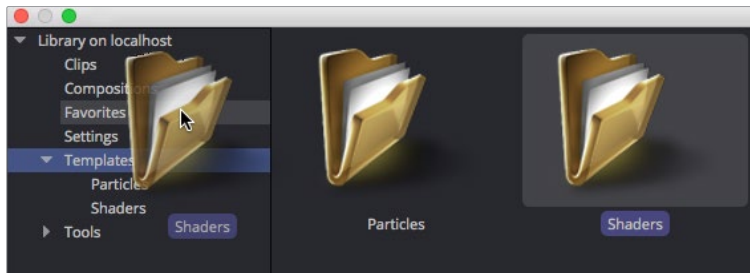 Library on localhost
Clips
Compositions
Favorites
Settings
Templates
Particles
Shaders
Tools
Shaders
Particles
Shaders